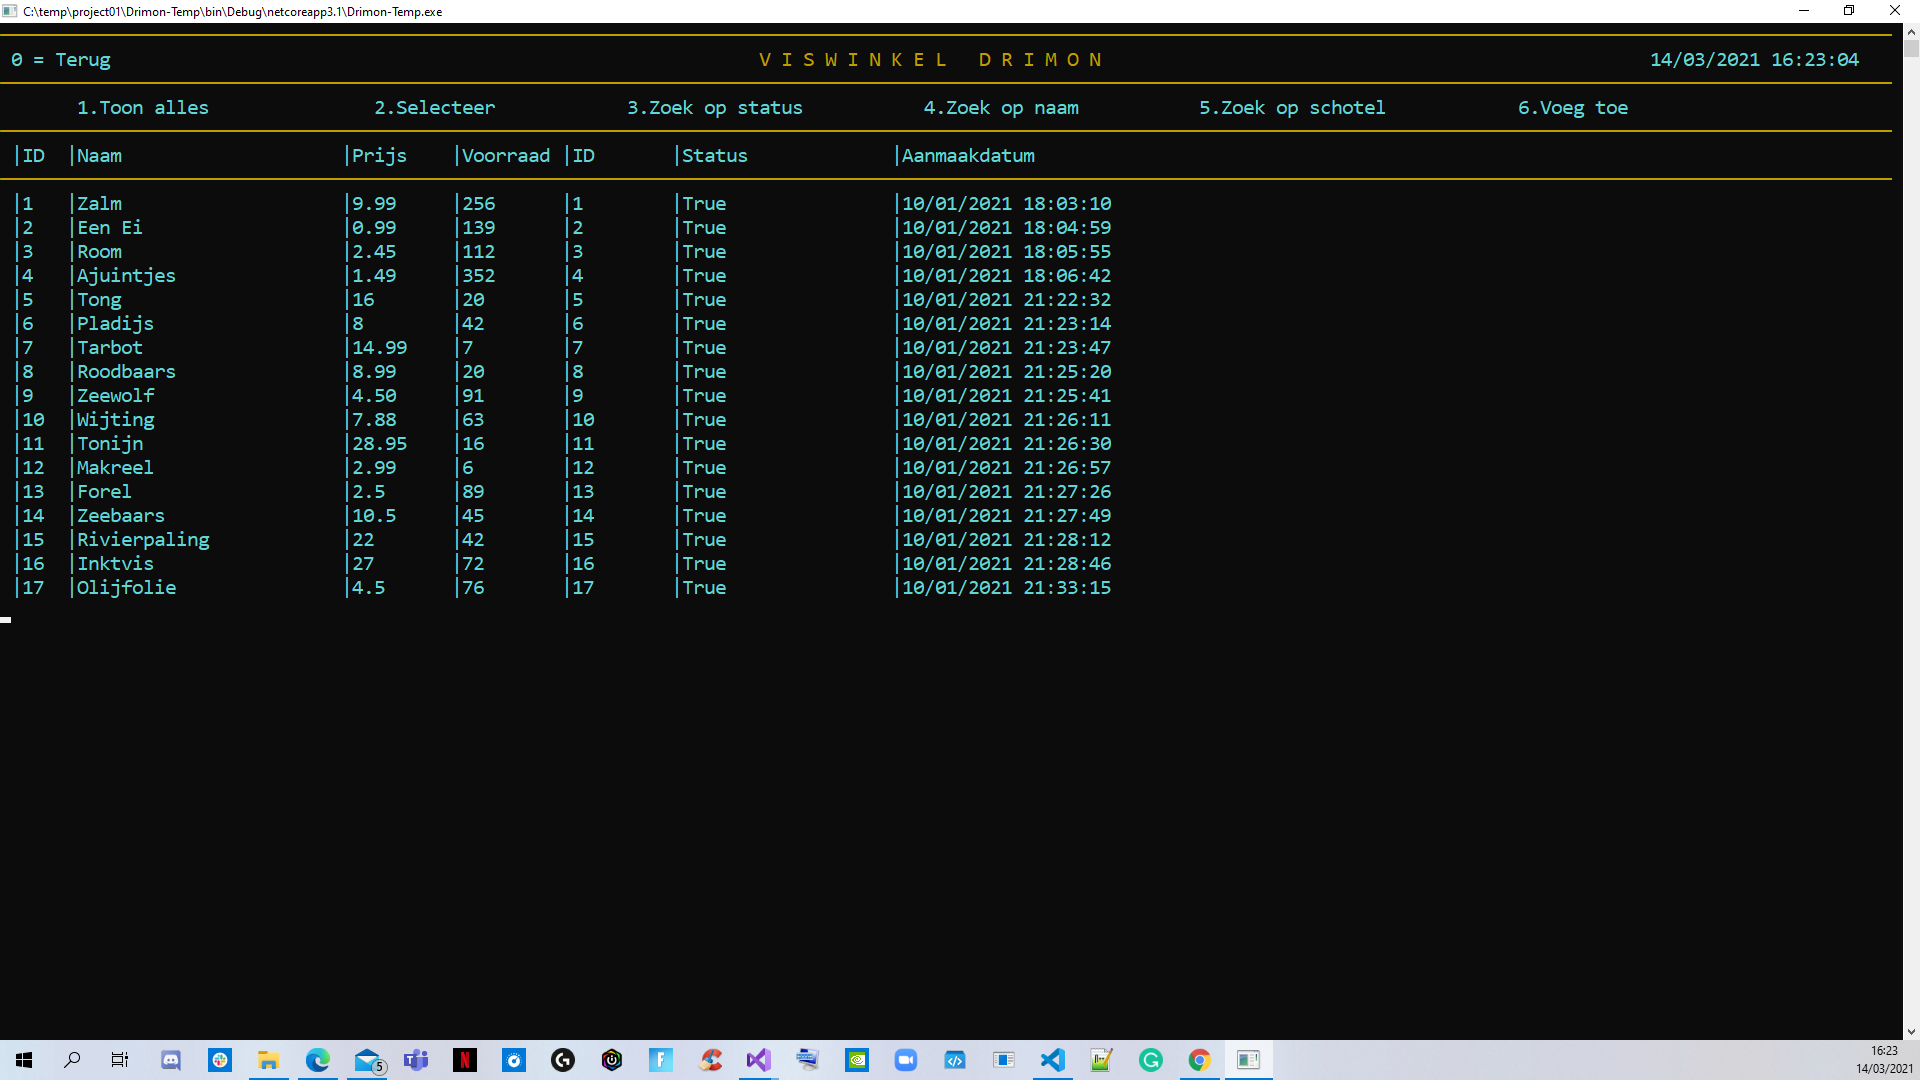 C:\temp\project01\Drimon-Temp\bin\Debug\netcoreapp3.1\Drimon-Temp.exe
0 = Terug V I S W I N K E L   D R I M O N 14/03/2021 16:23:04
1.Toon alles 2.Selecteer 3.Zoek op status 4.Zoek op naam 5.Zoek op schotel 6.Voeg toe
|ID |Naam |Prijs |Voorraad |ID |Status |Aanmaakdatum
|1 |Zalm |9.99 |256 |1 |True |10/01/2021 18:03:10
|2 |Een Ei |0.99 |139 |2 |True |10/01/2021 18:04:59
|3 |Room |2.45 |112 |3 |True |10/01/2021 18:05:55
|4 |Ajuintjes |1.49 |352 |4 |True |10/01/2021 18:06:42
|5 |Tong |16 |20 |5 |True |10/01/2021 21:22:32
|6 |Pladijs |8 |42 |6 |True |10/01/2021 21:23:14
|7 |Tarbot |14.99 |7 |7 |True |10/01/2021 21:23:47
|8 |Roodbaars |8.99 |20 |8 |True |10/01/2021 21:25:20
|9 |Zeewolf |4.50 |91 |9 |True |10/01/2021 21:25:41
|10 |Wijting |7.88 |63 |10 |True |10/01/2021 21:26:11
|11 |Tonijn |28.95 |16 |11 |True |10/01/2021 21:26:30
|12 |Makreel |2.99 |6 |12 |True |10/01/2021 21:26:57
|13 |Forel |2.5 |89 |13 |True |10/01/2021 21:27:26
|14 |Zeebaars |10.5 |45 |14 |True |10/01/2021 21:27:49
|15 |Rivierpaling |22 |42 |15 |True |10/01/2021 21:28:12
|16 |Inktvis |27 |72 |16 |True |10/01/2021 21:28:46
|17 |Olijfolie |4.5 |76 |17 |True |10/01/2021 21:33:15
5
16:23
14/03/2021